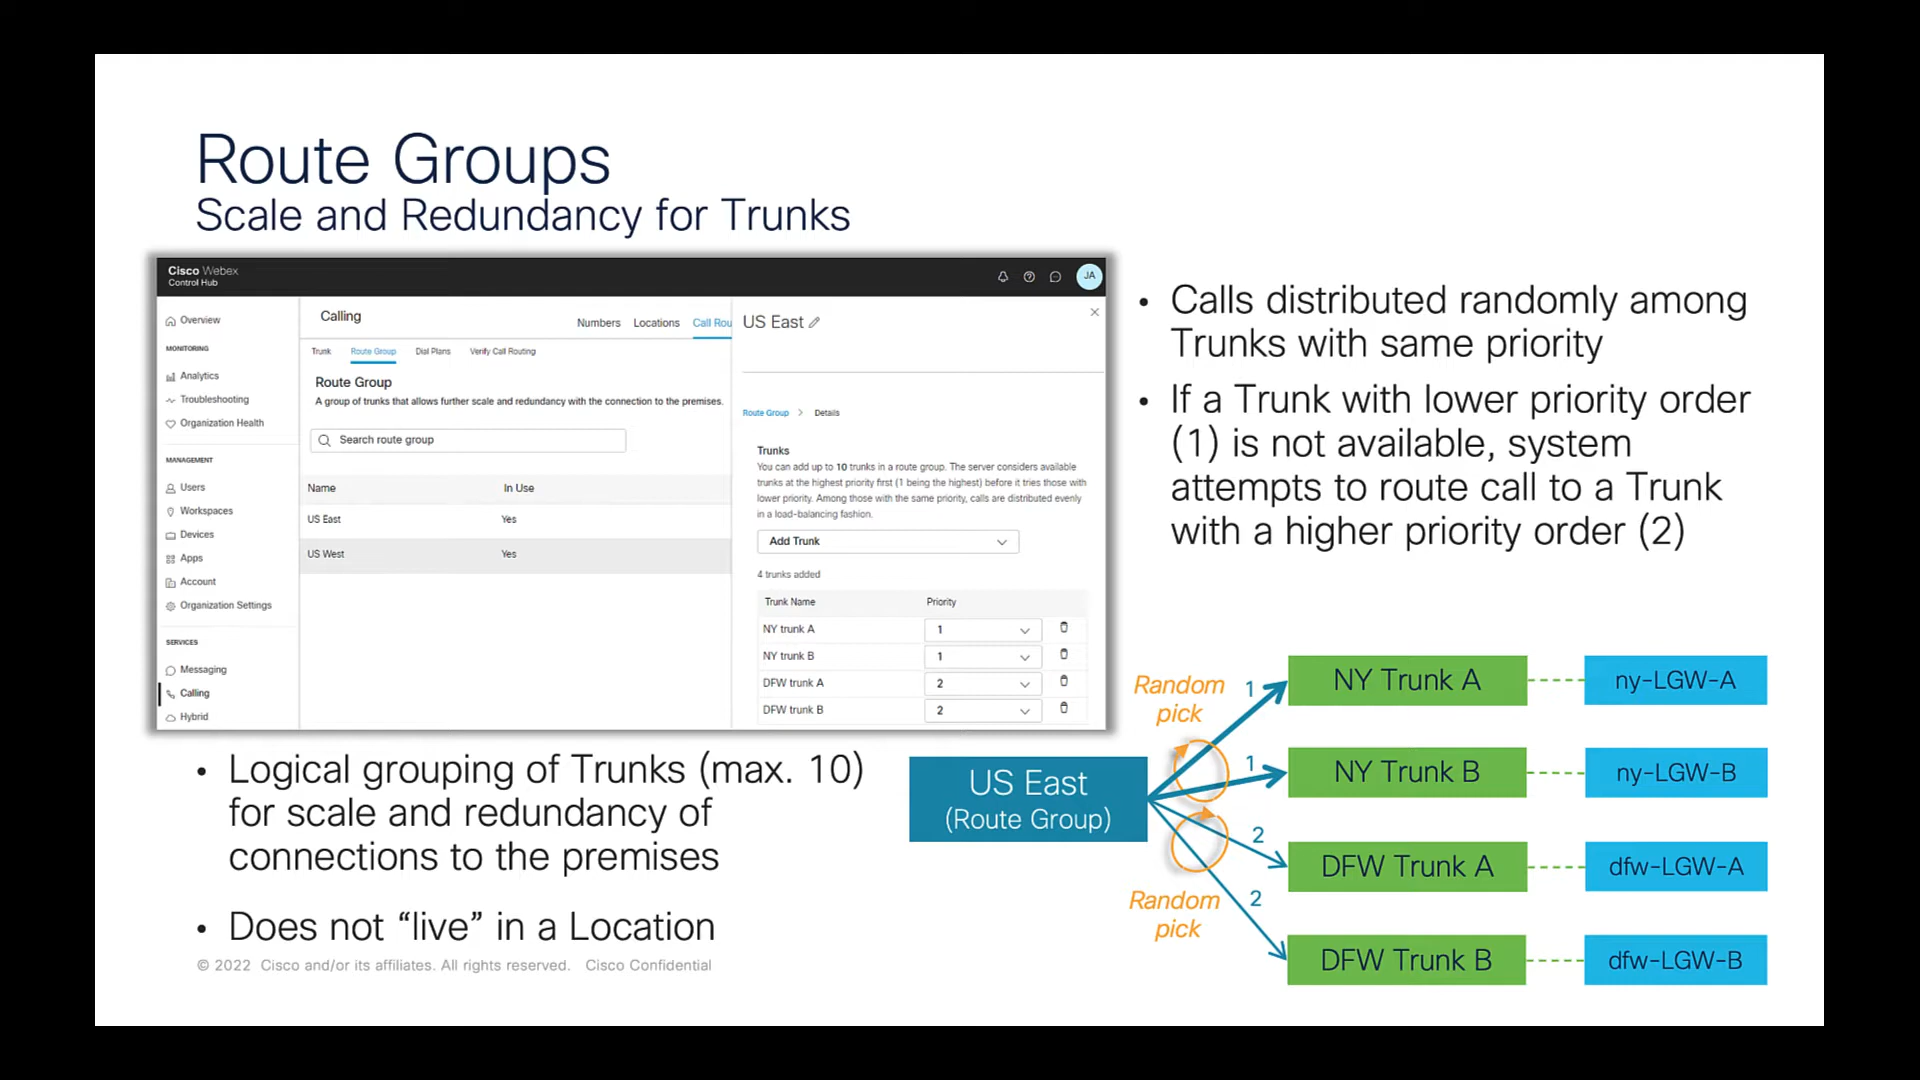 Route Groups
Scale and Redundancy for Trunks
Cisco Webex
Control Hub
JA
Overview
MONITORING
Analytics
Troubleshooting
Organization Health
MANAGEMENT
Users
Workspaces
Devices
Apps
Account
Organization Settings
SERVICES
Messaging
Calling
Hybrid
Calling
Numbers Locations Call Rou
Trunk Route Group Dial Plans Verify Call Routing
Route Group
A group of trunks that allows further scale and redundancy with the connection to the premises.
Search route group
Name In Use
US East Yes
US West Yes
US East
Route Group > Details
Trunks
You can add up to 10 trunks in a route group. The server considers available
trunks at the highest priority first (1 being the highest) before it tries those with
lower priority. Among those with the same priority, calls are distributed evenly
in a load-balancing fashion.
Add Trunk
4 trunks added
Trunk Name Priority
NY trunk A 1
NY trunk B 1
DFW trunk A 2
DFW trunk B 2
• Calls distributed randomly among
Trunks with same priority
• If a Trunk with lower priority order
(1) is not available, system
attempts to route call to a Trunk
with a higher priority order (2)
• Logical grouping of Trunks (max. 10)
for scale and redundancy of
connections to the premises
• Does not “live” in a Location
US East
(Route Group)
Random
pick
1
1
2
2
Random
pick
NY Trunk A ny-LGW-A
NY Trunk B ny-LGW-B
DFW Trunk A dfw-LGW-A
DFW Trunk B dfw-LGW-B
© 2022 Cisco and/or its affiliates. All rights reserved. Cisco Confidential